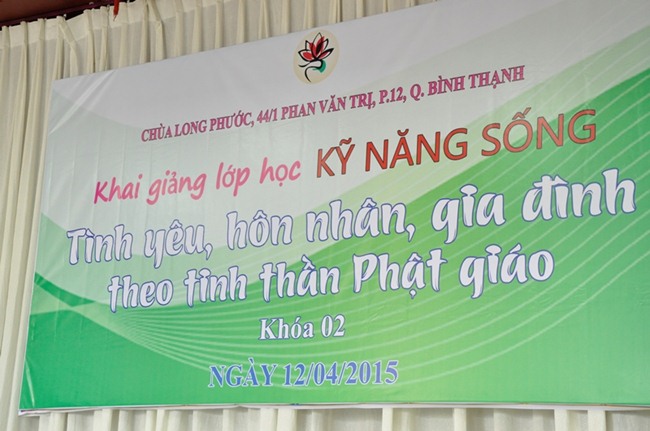 CHÙA LONG PHƯỚC, 44/1 PHAN VĂN TRỊ, P.12, Q. BÌNH THẠNH
Khai giảng lớp học KỸ NĂNG SỐNG
Tình yêu, hôn nhân, gia đình
theo tinh thần Phật giáo
Khóa 02
NGÀY 12/04/2015